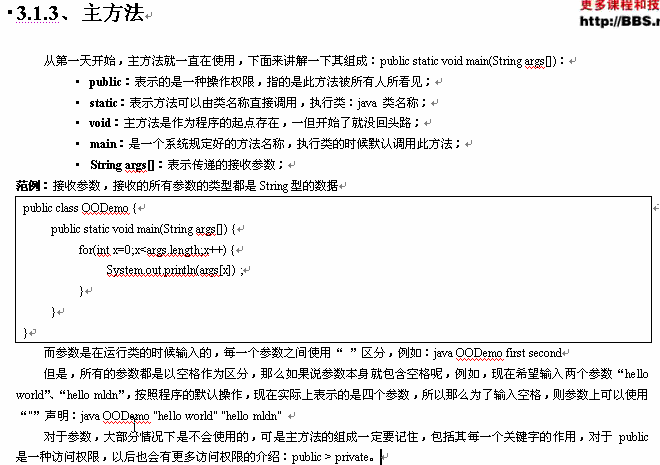 更多课程和技
http://BBS.r
3.1.3、主方法
从第一天开始，主方法就一直在使用，下面来讲解一下其组成：public static void main(String args[])：
public：表示的是一种操作权限，指的是此方法被所有人所看见；
static：表示方法可以由类名称直接调用，执行类：java 类名称；
void：主方法是作为程序的起点存在，一但开始了就没回头路；
main：是一个系统规定好的方法名称，执行类的时候默认调用此方法；
String args[]：表示传递的接收参数；
范例：接收参数，接收的所有参数的类型都是 String 型的数据
public class OODemo {
public static void main(String args[]) {
for(int x=0;x<args.length;x++) {
System.out.println(args[x]) ;
}
}
}
而参数是在运行类的时候输入的，每一个参数之间使用“ ”区分，例如：java OODemo first second
但是，所有的参数都是以空格作为区分，那么如果说参数本身就包含空格呢，例如，现在希望输入两个参数“hello
world”、“hello mldn”，按照程序的默认操作，现在实际上表示的是四个参数，所以那么为了输入空格，则参数上可以使用
“"”声明：java OODemo "hello world" "hello mldn"
对于参数，大部分情况下是不会使用的，可是主方法的组成一定要记住，包括其每一个关键字的作用，对于 public
是一种访问权限，以后也会有更多访问权限的介绍：public > private。